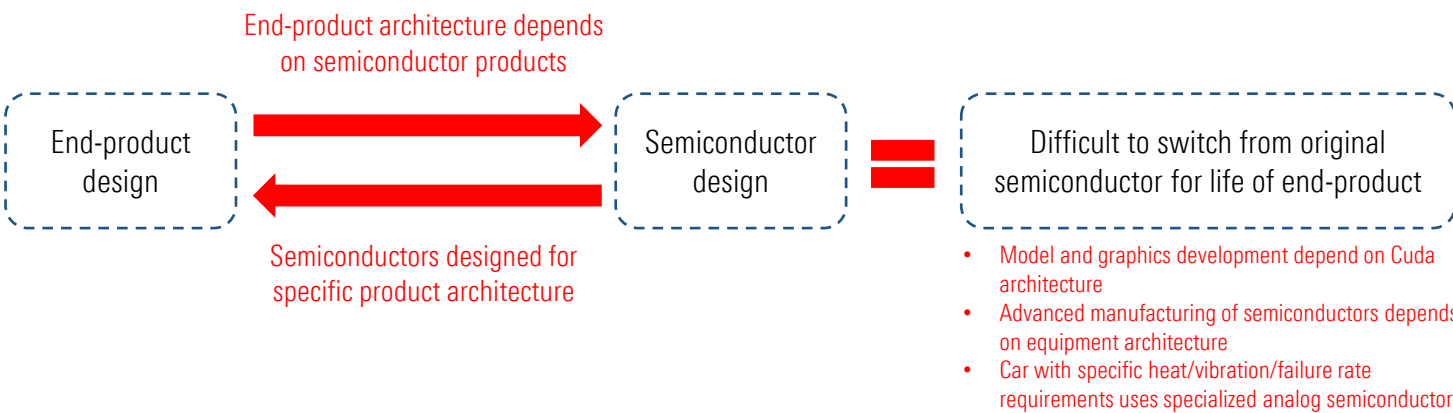 End-product architecture depends
on semiconductor products
End-product
design
Semiconductor
design
Difficult to switch from original
semiconductor for life of end-product
Semiconductors designed for
specific product architecture
• Model and graphics development depend on Cuda
architecture
• Advanced manufacturing of semiconductors depends
on equipment architecture
• Car with specific heat/vibration/failure rate
requirements uses specialized analog semiconductor